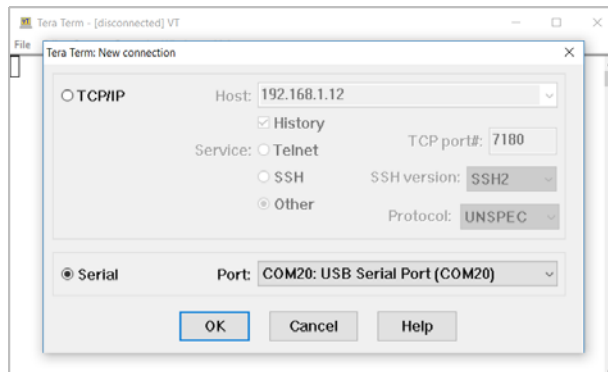 Tera Term - [disconnected] VT
File
Tera Term: New connection
TCP/IP
Host: 192.168.1.12
History
Service: Telnet
TCP port#: 7180
SSH
SSH version: SSH2
Other
Protocol: UNSPEC
Serial
Port: COM20: USB Serial Port (COM20)
OK Cancel Help